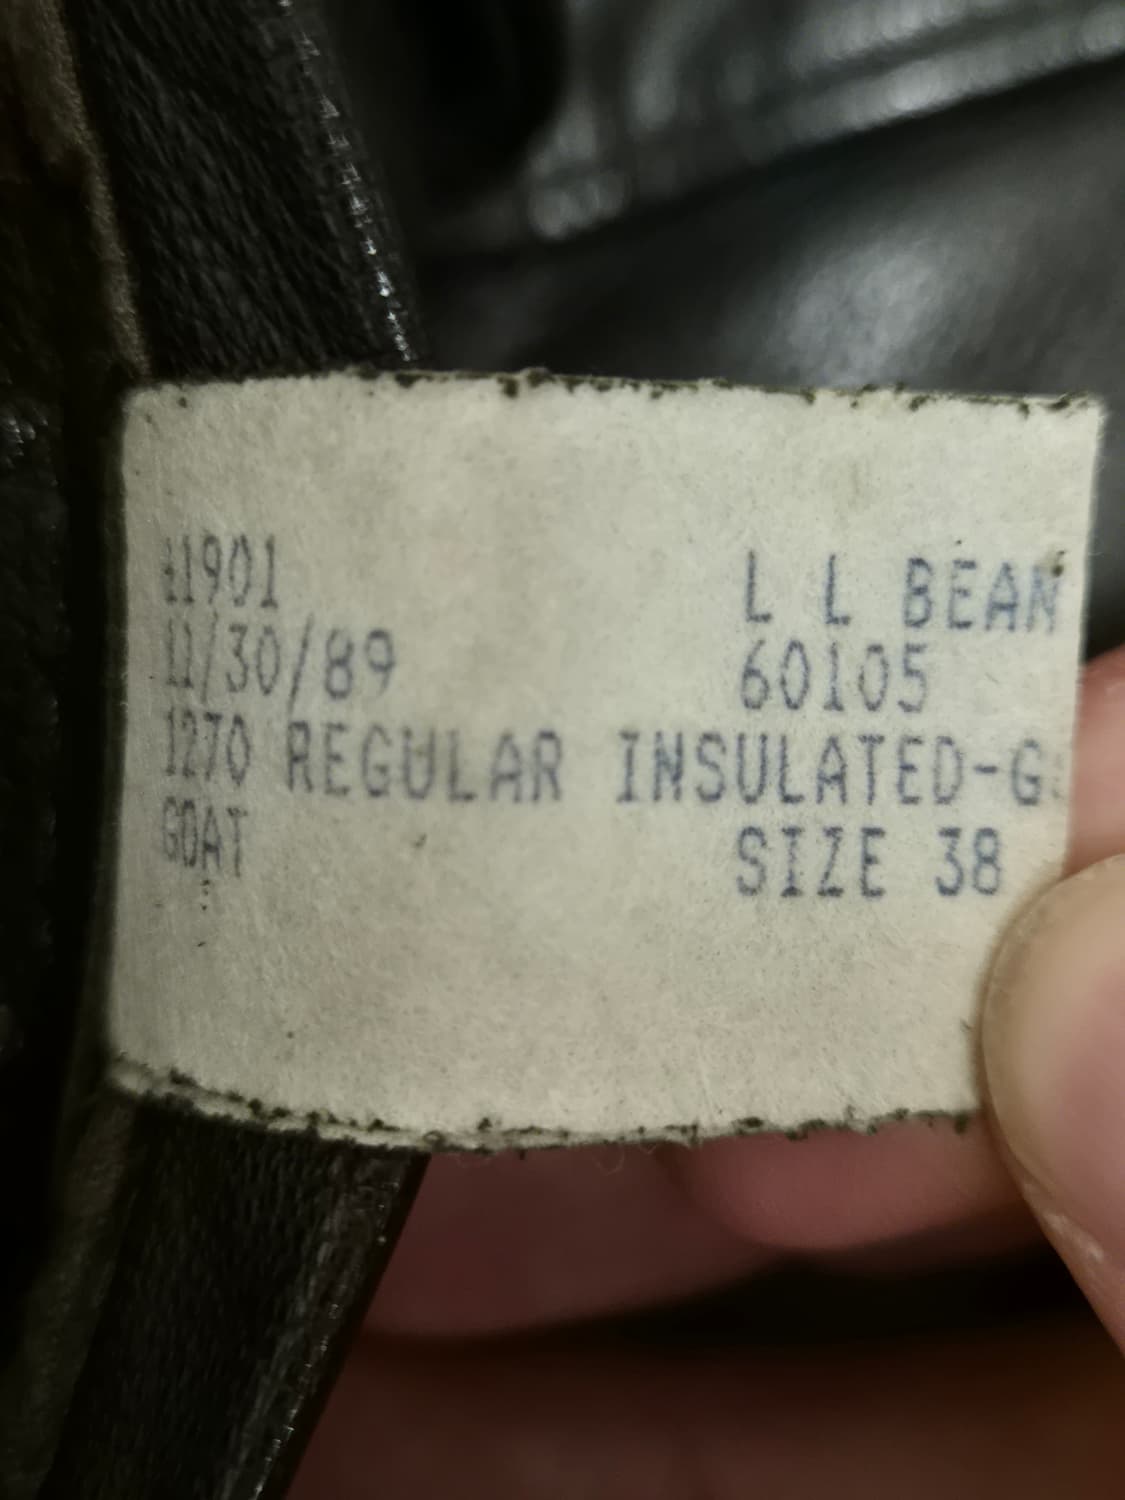 11901 L L BEAN
11/30/89 60105
1270 REGULAR INSULATED-G
GOAT SIZE 38